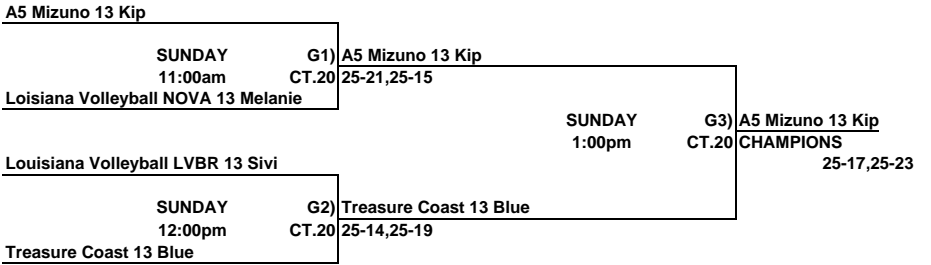 A5 Mizuno 13 Kip
SUNDAY G1) A5 Mizuno 13 Kip
11:00am CT.20 25-21,25-15
Loisiana Volleyball NOVA 13 Melanie
SUNDAY G3) A5 Mizuno 13 Kip
1:00pm CT.20 CHAMPIONS
Louisiana Volleyball LVBR 13 Sivi 25-17,25-23
SUNDAY G2) Treasure Coast 13 Blue
12:00pm CT.20 25-14,25-19
Treasure Coast 13 Blue